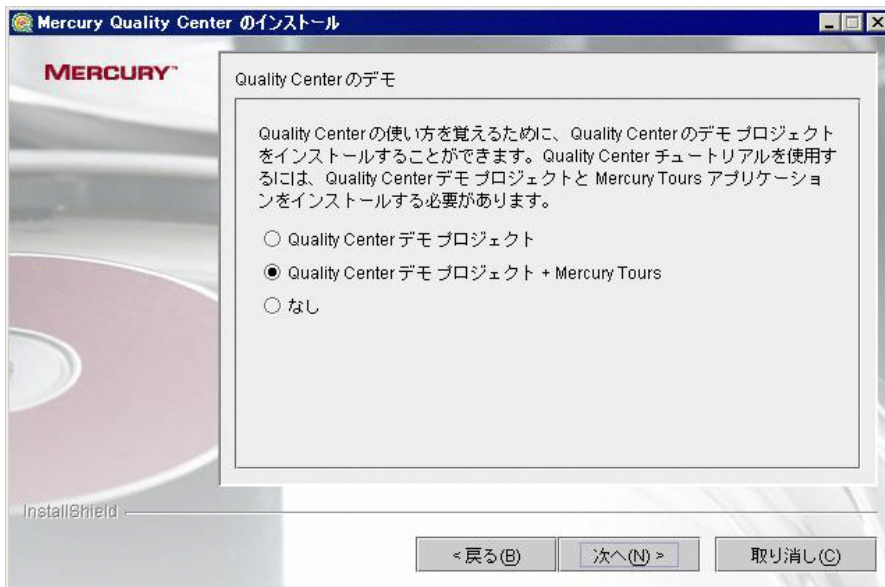 Mercury Quality Center のインストール
MERCURY™
Quality Center のデモ
Quality Center の使い方を覚えるために、Quality Center のデモ プロジェクト
をインストールすることができます。Quality Center チュートリアルを使用す
るには、Quality Center デモ プロジェクトと Mercury Tours アプリケーショ
ンをインストールする必要があります。
Quality Center デモ プロジェクト
Quality Center デモ プロジェクト + Mercury Tours
なし
InstallShield
< 戻る(B)
次へ(N) >
取り消し(C)